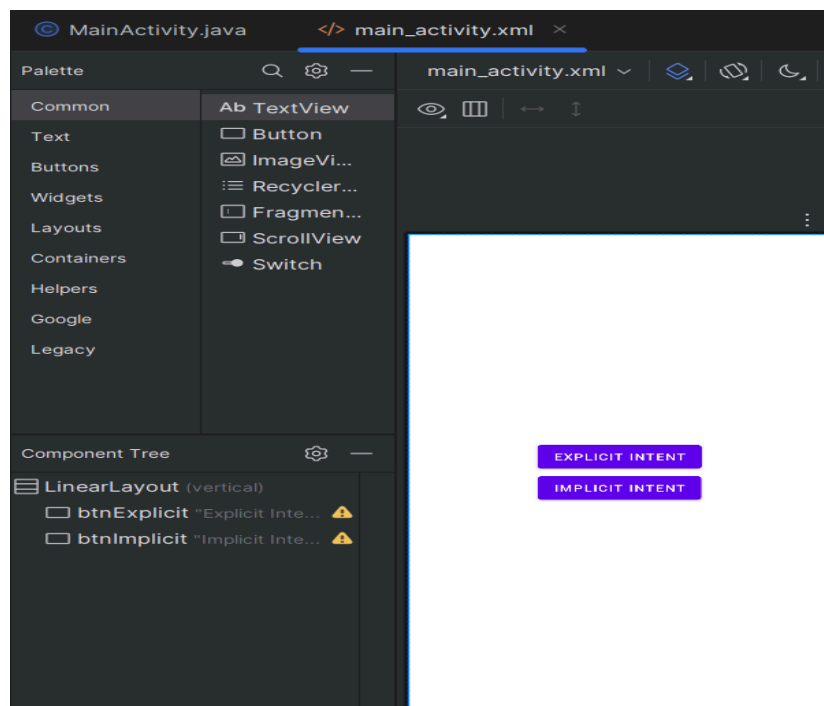 MainActivity.java
main_activity.xml
Palette
main_activity.xml
Common
Text
Buttons
Widgets
Layouts
Containers
Helpers
Google
Legacy
Ab TextView
Button
ImageVi...
Recycler...
Fragmen...
ScrollView
Switch
Component Tree
LinearLayout (vertical)
btnExplicit "Explicit Inte...
btnImplicit "Implicit Inte...
EXPLICIT INTENT
IMPLICIT INTENT